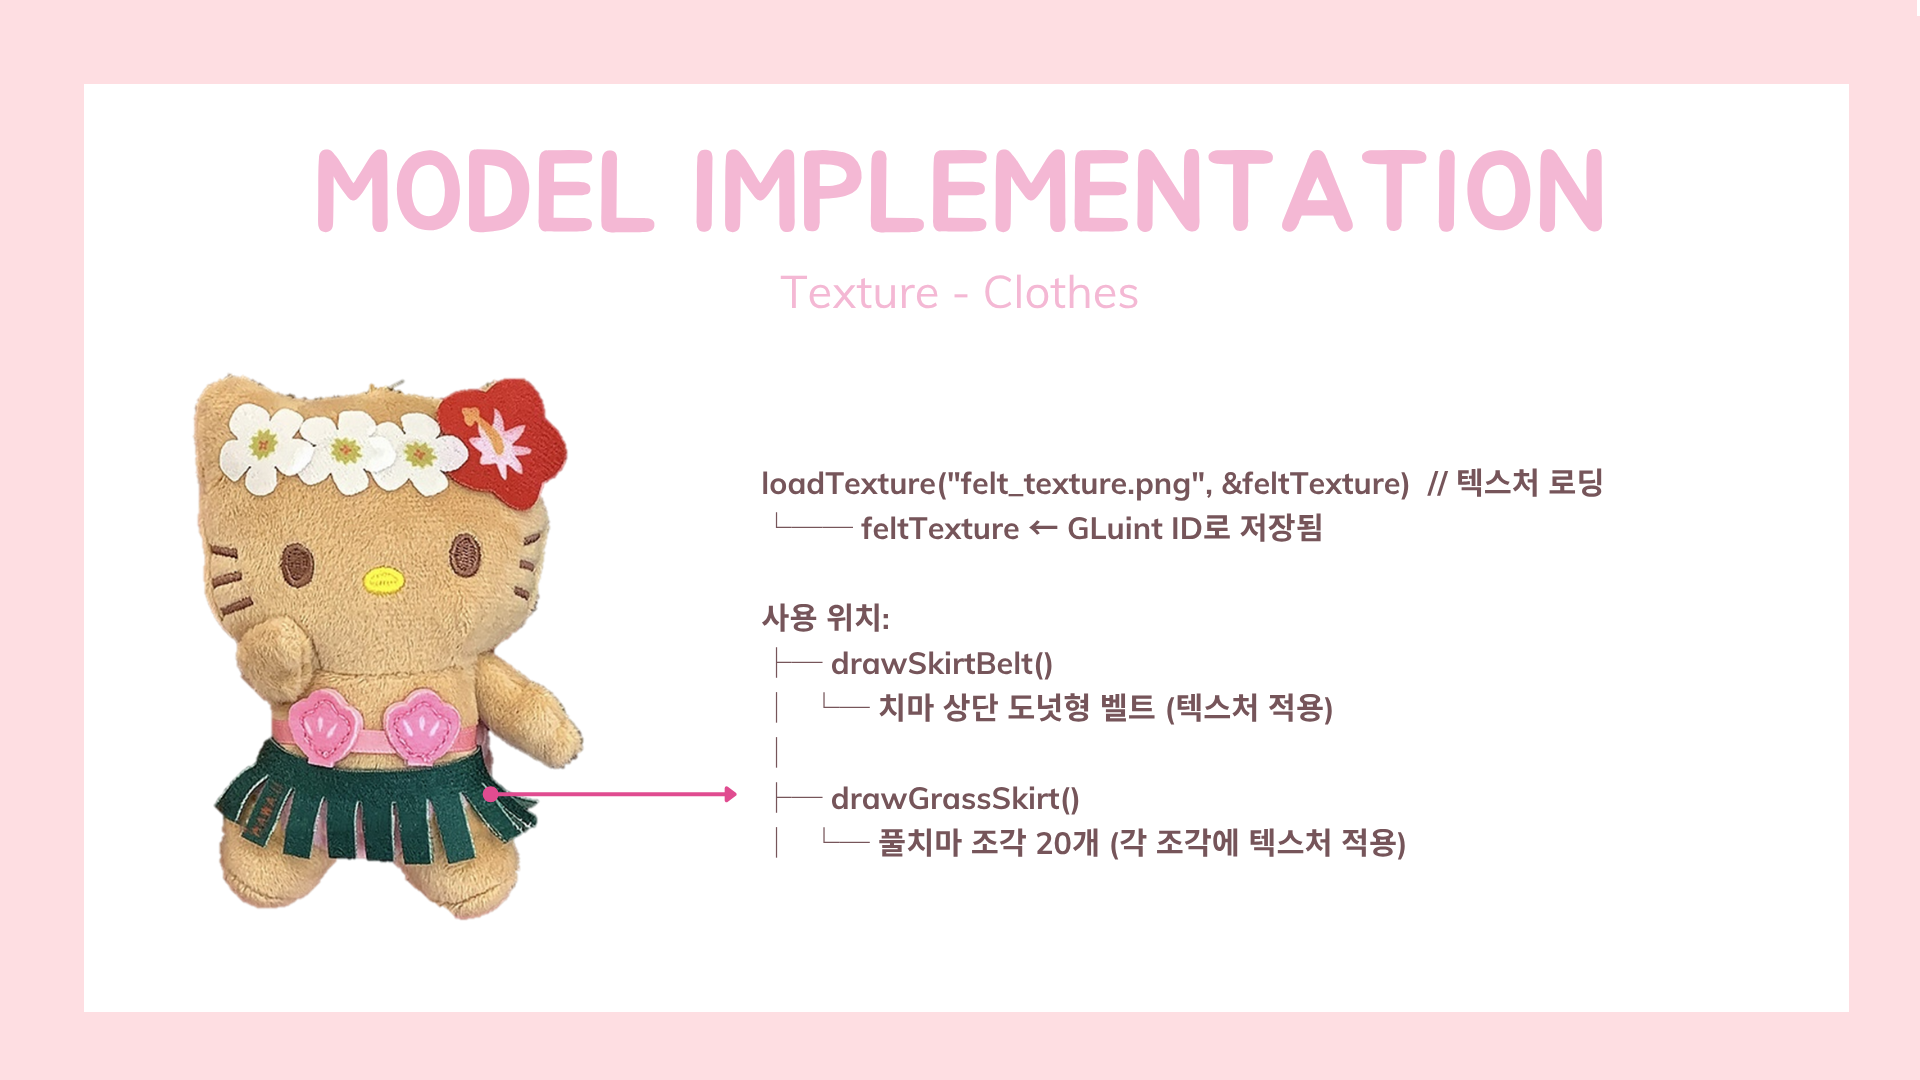 MODEL IMPLEMENTATION
Texture - Clothes
loadTexture("felt_texture.png", &feltTexture)  // 텍스처 로딩
└── feltTexture ← GLuint ID로 저장됨
사용 위치:
├── drawSkirtBelt()
│   └── 치마 상단 도넛형 벨트 (텍스처 적용)
│
├── drawGrassSkirt()
│   └── 풀치마 조각 20개 (각 조각에 텍스처 적용)
HAWAII